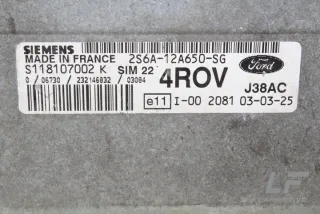 SIEMENS
MADE IN FRANCE 2S6A-12A650-SG
S118107002 K SIM 22 4ROV Ford
0 / 06730 / 232146832 / 03084 J38AC
e11 I-00 2081 03-03-25
LF